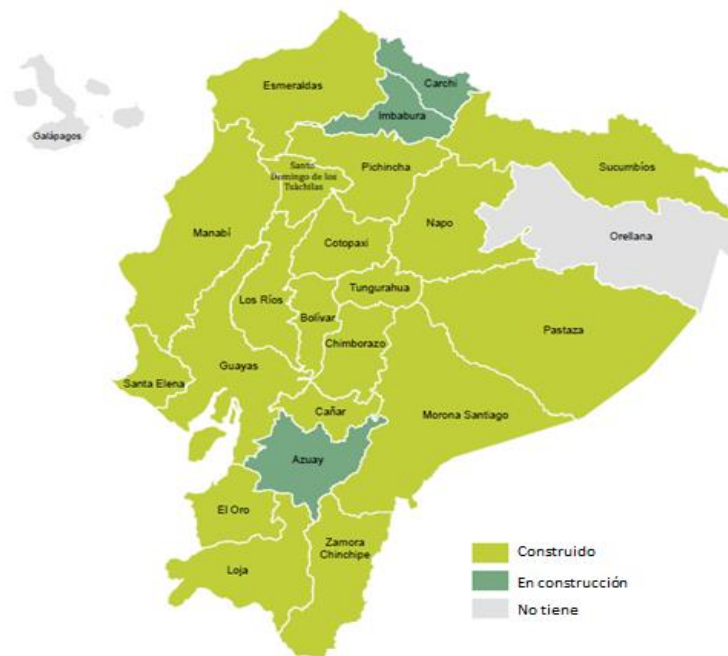 Carchi
Esmeraldas
Imbabura
Galápagos
Santo
Domingo de los
Tsáchilas
Pichincha
Sucumbíos
Manabí
Napo
Orellana
Cotopaxi
Tungurahua
Los Ríos
Bolívar
Pastaza
Chimborazo
Guayas
Santa Elena
Cañar
Morona Santiago
Azuay
El Oro
Zamora
Chinchipe
Loja
Construido
En construcción
No tiene